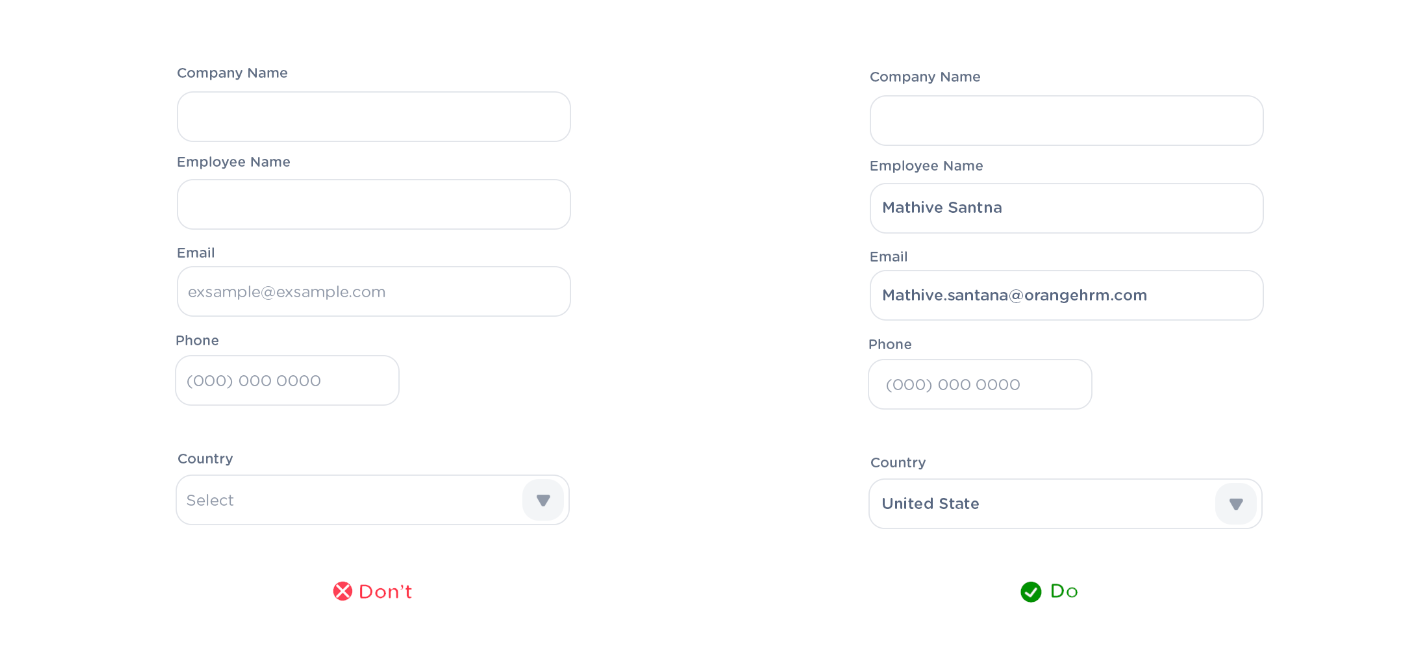 Company Name
Employee Name
Email
exsample@exsample.com
Phone
(000) 000 0000
Country
Select
Don't
Company Name
Employee Name
Mathive Santna
Email
Mathive.santana@orangehrm.com
Phone
(000) 000 0000
Country
United State
Do